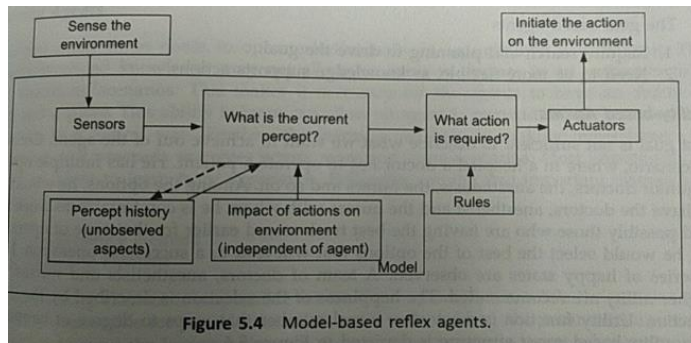 Sense the
environment
Initiate the action
on the environment
Sensors
What is the current
percept?
What action
is required?
Actuators
Percept history
(unobserved
aspects)
Impact of actions on
environment
(independent of agent)
Rules
Model
Figure 5.4 Model-based reflex agents.